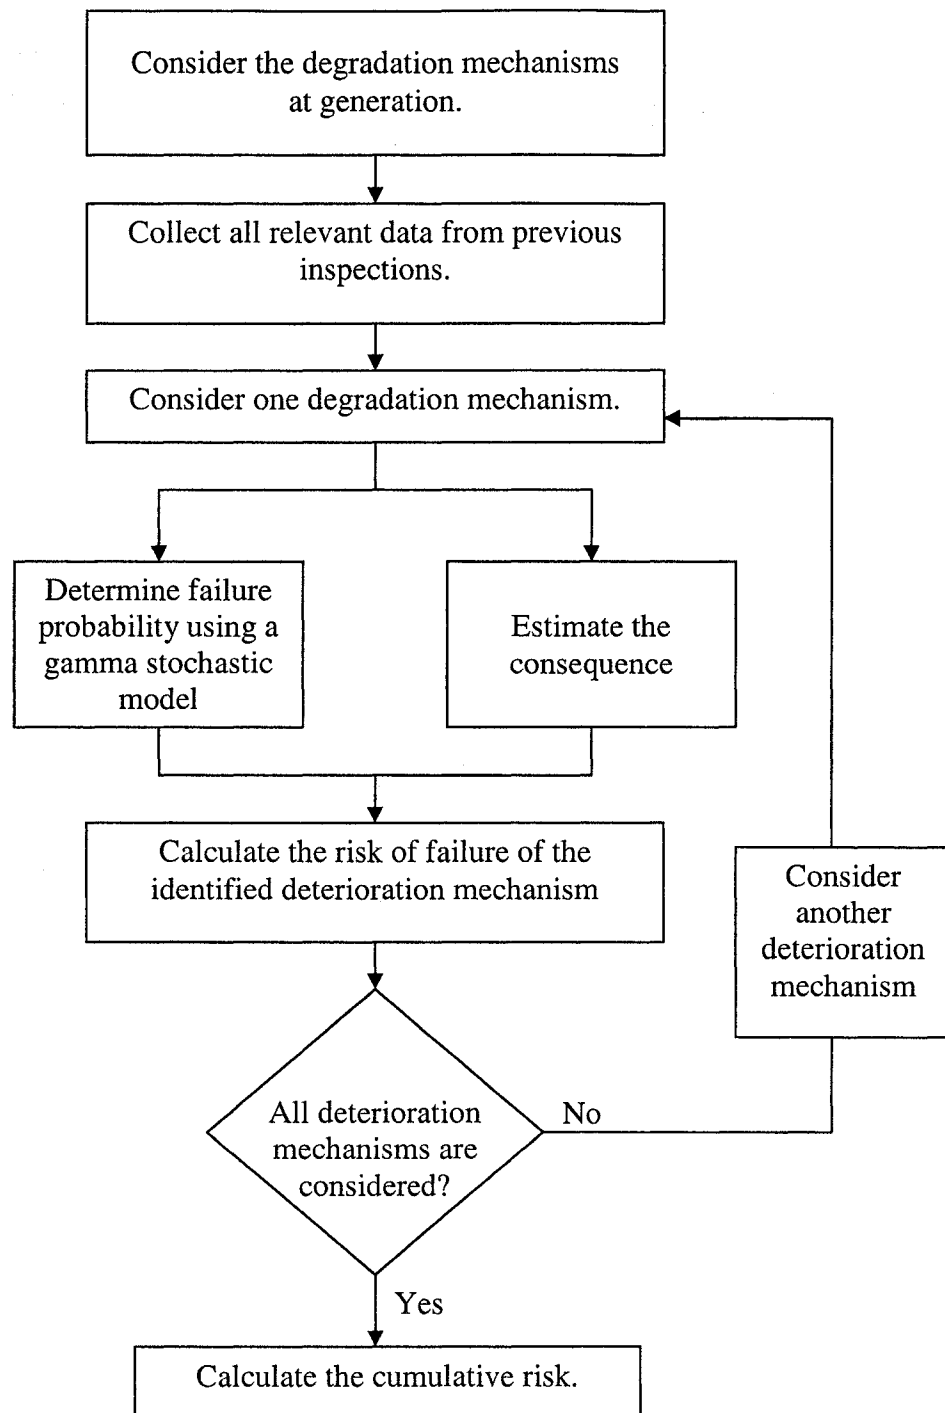 Consider the degradation mechanisms
at generation.
Collect all relevant data from previous
inspections.
Consider one degradation mechanism.
Determine failure
probability using a
gamma stochastic
model
Estimate the
consequence
Calculate the risk of failure of the
identified deterioration mechanism
Consider
another
deterioration
mechanism
All deterioration
mechanisms are
considered?
No
Yes
Calculate the cumulative risk.